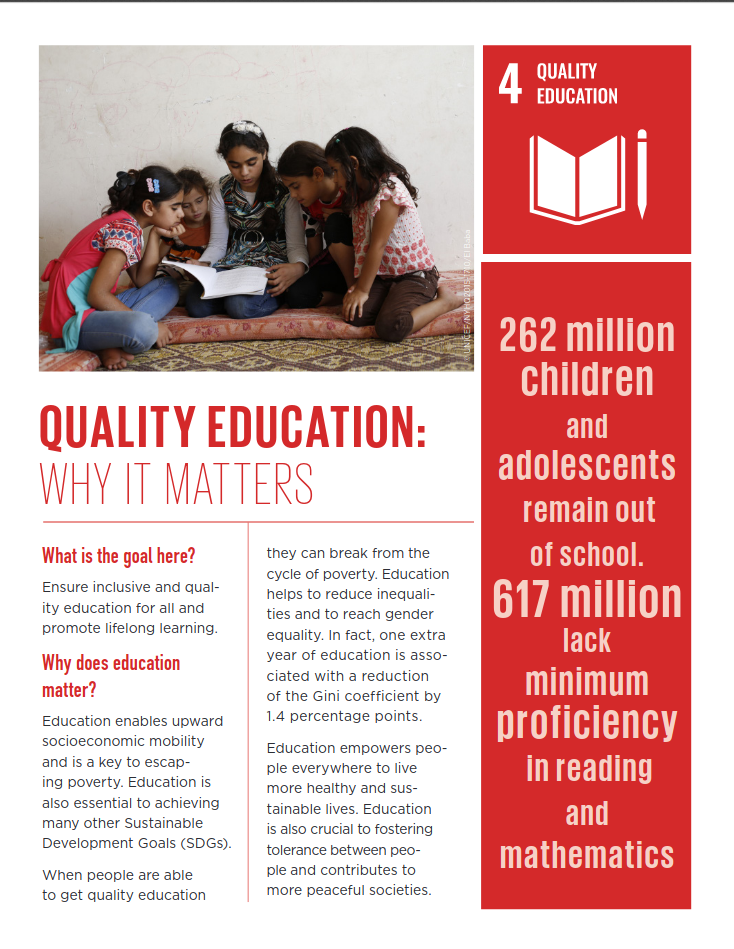 4 QUALITY
EDUCATION
QUALITY EDUCATION:
WHY IT MATTERS
What is the goal here?
Ensure inclusive and qual-
ity education for all and
promote lifelong learning.
Why does education
matter?
Education enables upward
socioeconomic mobility
and is a key to escap-
ing poverty. Education is
also essential to achieving
many other Sustainable
Development Goals (SDGs).
When people are able
to get quality education
they can break from the
cycle of poverty. Education
helps to reduce inequali-
ties and to reach gender
equality. In fact, one extra
year of education is asso-
ciated with a reduction
of the Gini coefficient by
1.4 percentage points.
Education empowers peo-
ple everywhere to live
more healthy and sus-
tainable lives. Education
is also crucial to fostering
tolerance between peo-
ple and contributes to
more peaceful societies.
262 million
children
and
adolescents
remain out
of school.
617 million
lack
minimum
proficiency
in reading
and
mathematics